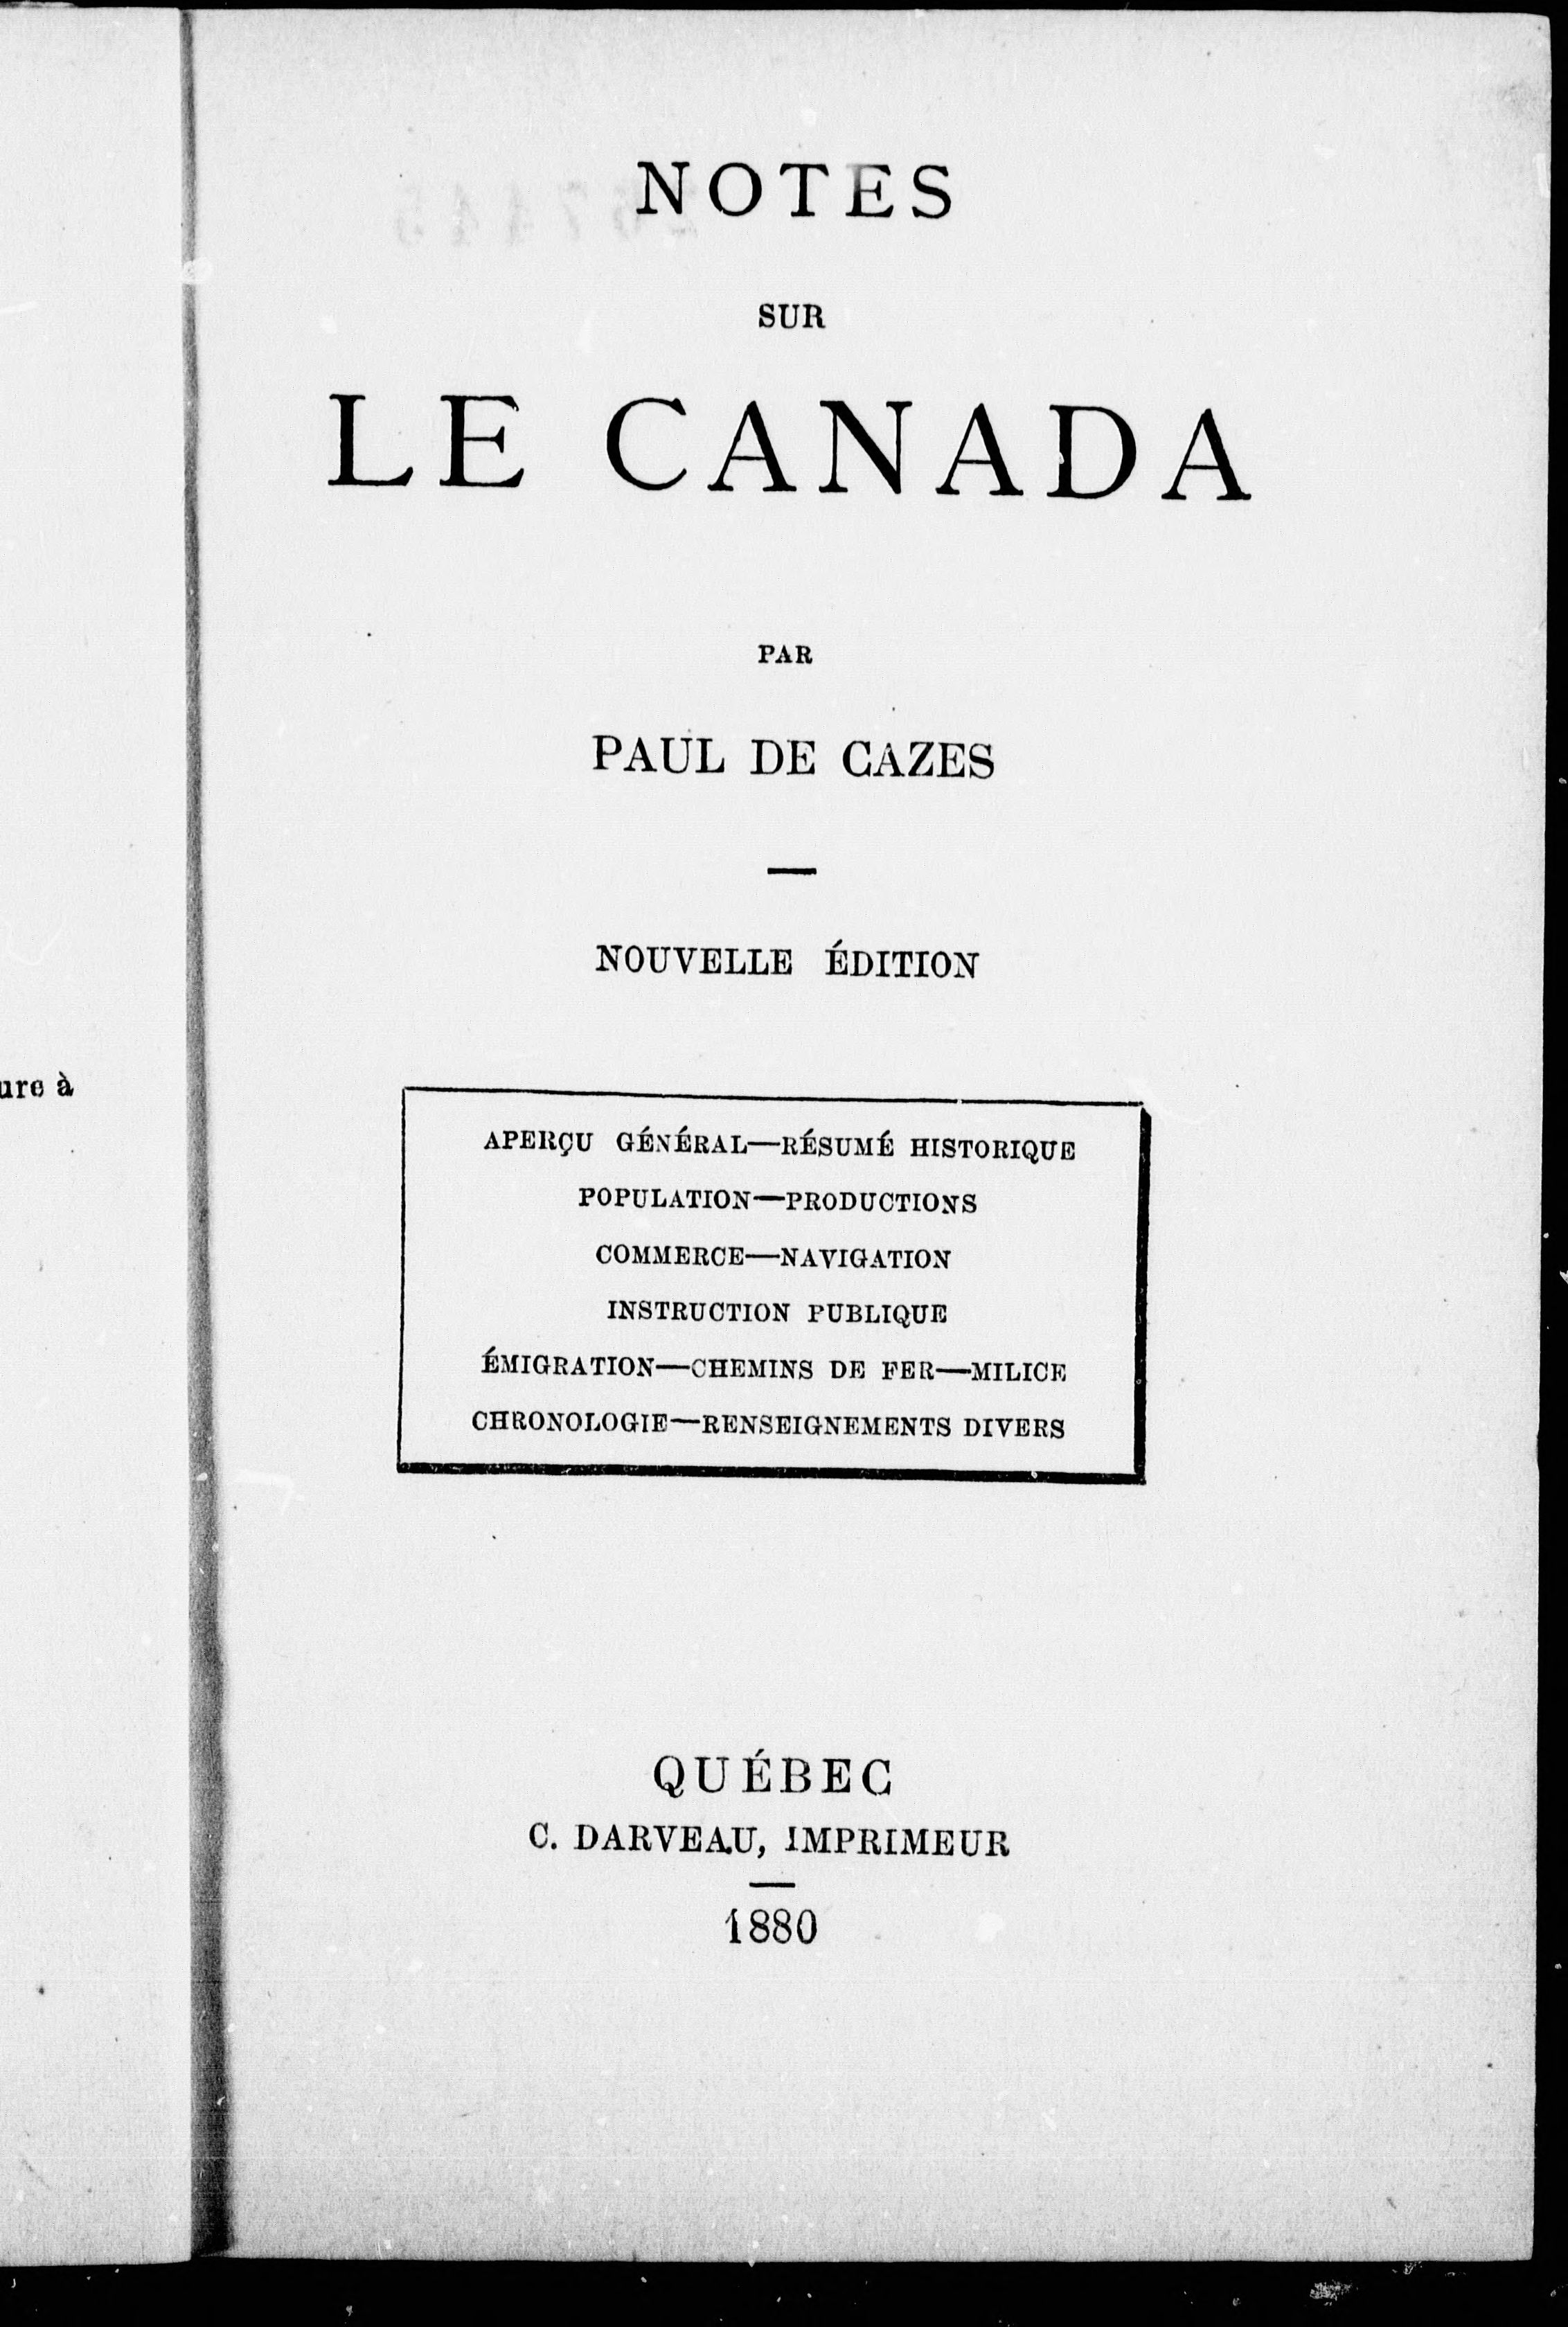 NOTES
SUR
LE CANADA
PAR
PAUL DE CAZES
NOUVELLE ÉDITION
APERÇU GÉNÉRAL—RÉSUMÉ HISTORIQUE
POPULATION—PRODUCTIONS
COMMERCE—NAVIGATION
INSTRUCTION PUBLIQUE
ÉMIGRATION—CHEMINS DE FER—MILICE
CHRONOLOGIE—RENSEIGNEMENTS DIVERS
QUÉBEC
C. DARVEAU, IMPRIMEUR
1880
à